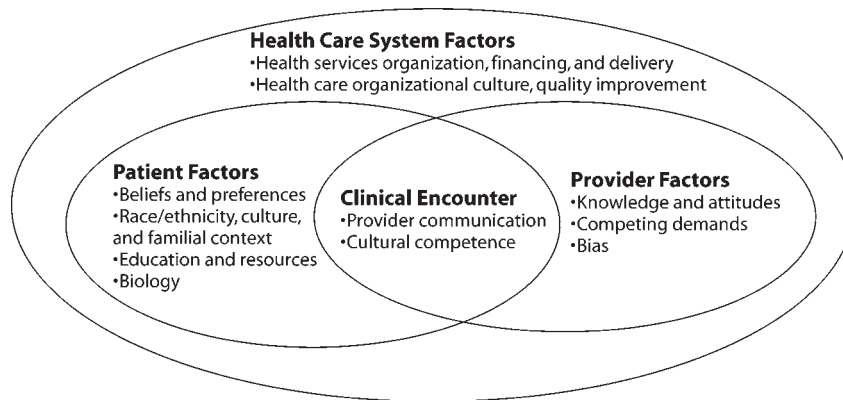 Health Care System Factors
•Health services organization, financing, and delivery
•Health care organizational culture, quality improvement
Patient Factors
•Beliefs and preferences
•Race/ethnicity, culture,
and familial context
•Education and resources
•Biology
Clinical Encounter
•Provider communication
•Cultural competence
Provider Factors
•Knowledge and attitudes
•Competing demands
•Bias